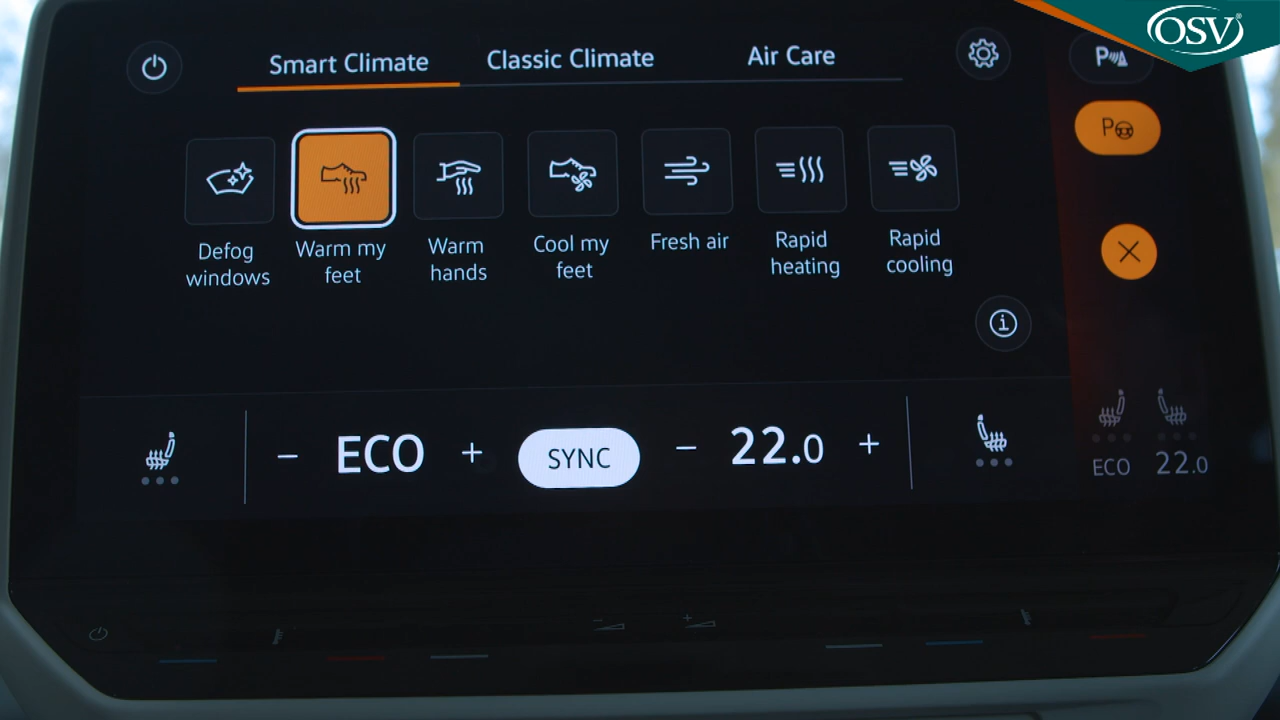 OSV®
Smart Climate
Classic Climate
Air Care
P
P
Defog
windows
Warm my
feet
Warm
hands
Cool my
feet
Fresh air
Rapid
heating
Rapid
cooling
i
− ECO +
SYNC
− 22.0 +
ECO 22.0
− +